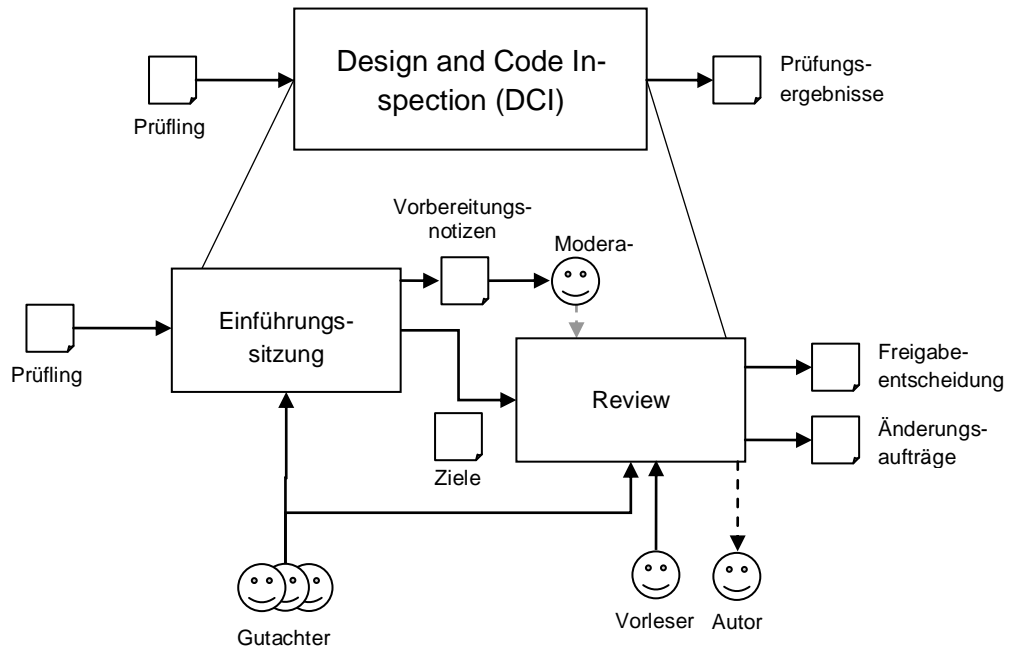 Design and Code In-
spection (DCI)
Prüfling
Prüfungs-
ergebnisse
Vorbereitungs-
notizen
Modera-
Einführungs-
sitzung
Prüfling
Review
Freigabe-
entscheidung
Änderungs-
aufträge
Ziele
Gutachter
Vorleser
Autor